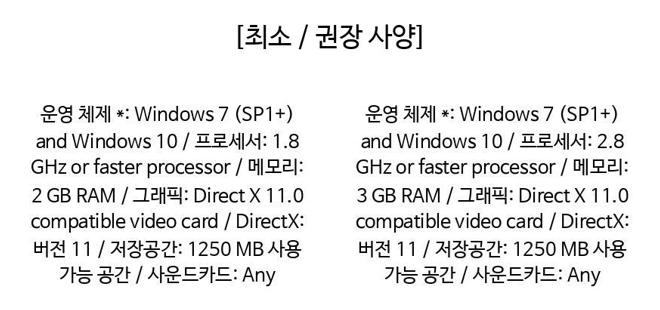 [최소 / 권장 사양]
운영 체제 *: Windows 7 (SP1+)
and Windows 10 / 프로세서: 1.8
GHz or faster processor / 메모리:
2 GB RAM / 그래픽: Direct X 11.0
compatible video card / DirectX:
버전 11 / 저장공간: 1250 MB 사용
가능 공간 / 사운드카드: Any
운영 체제 *: Windows 7 (SP1+)
and Windows 10 / 프로세서: 2.8
GHz or faster processor / 메모리:
3 GB RAM / 그래픽: Direct X 11.0
compatible video card / DirectX:
버전 11 / 저장공간: 1250 MB 사용
가능 공간 / 사운드카드: Any